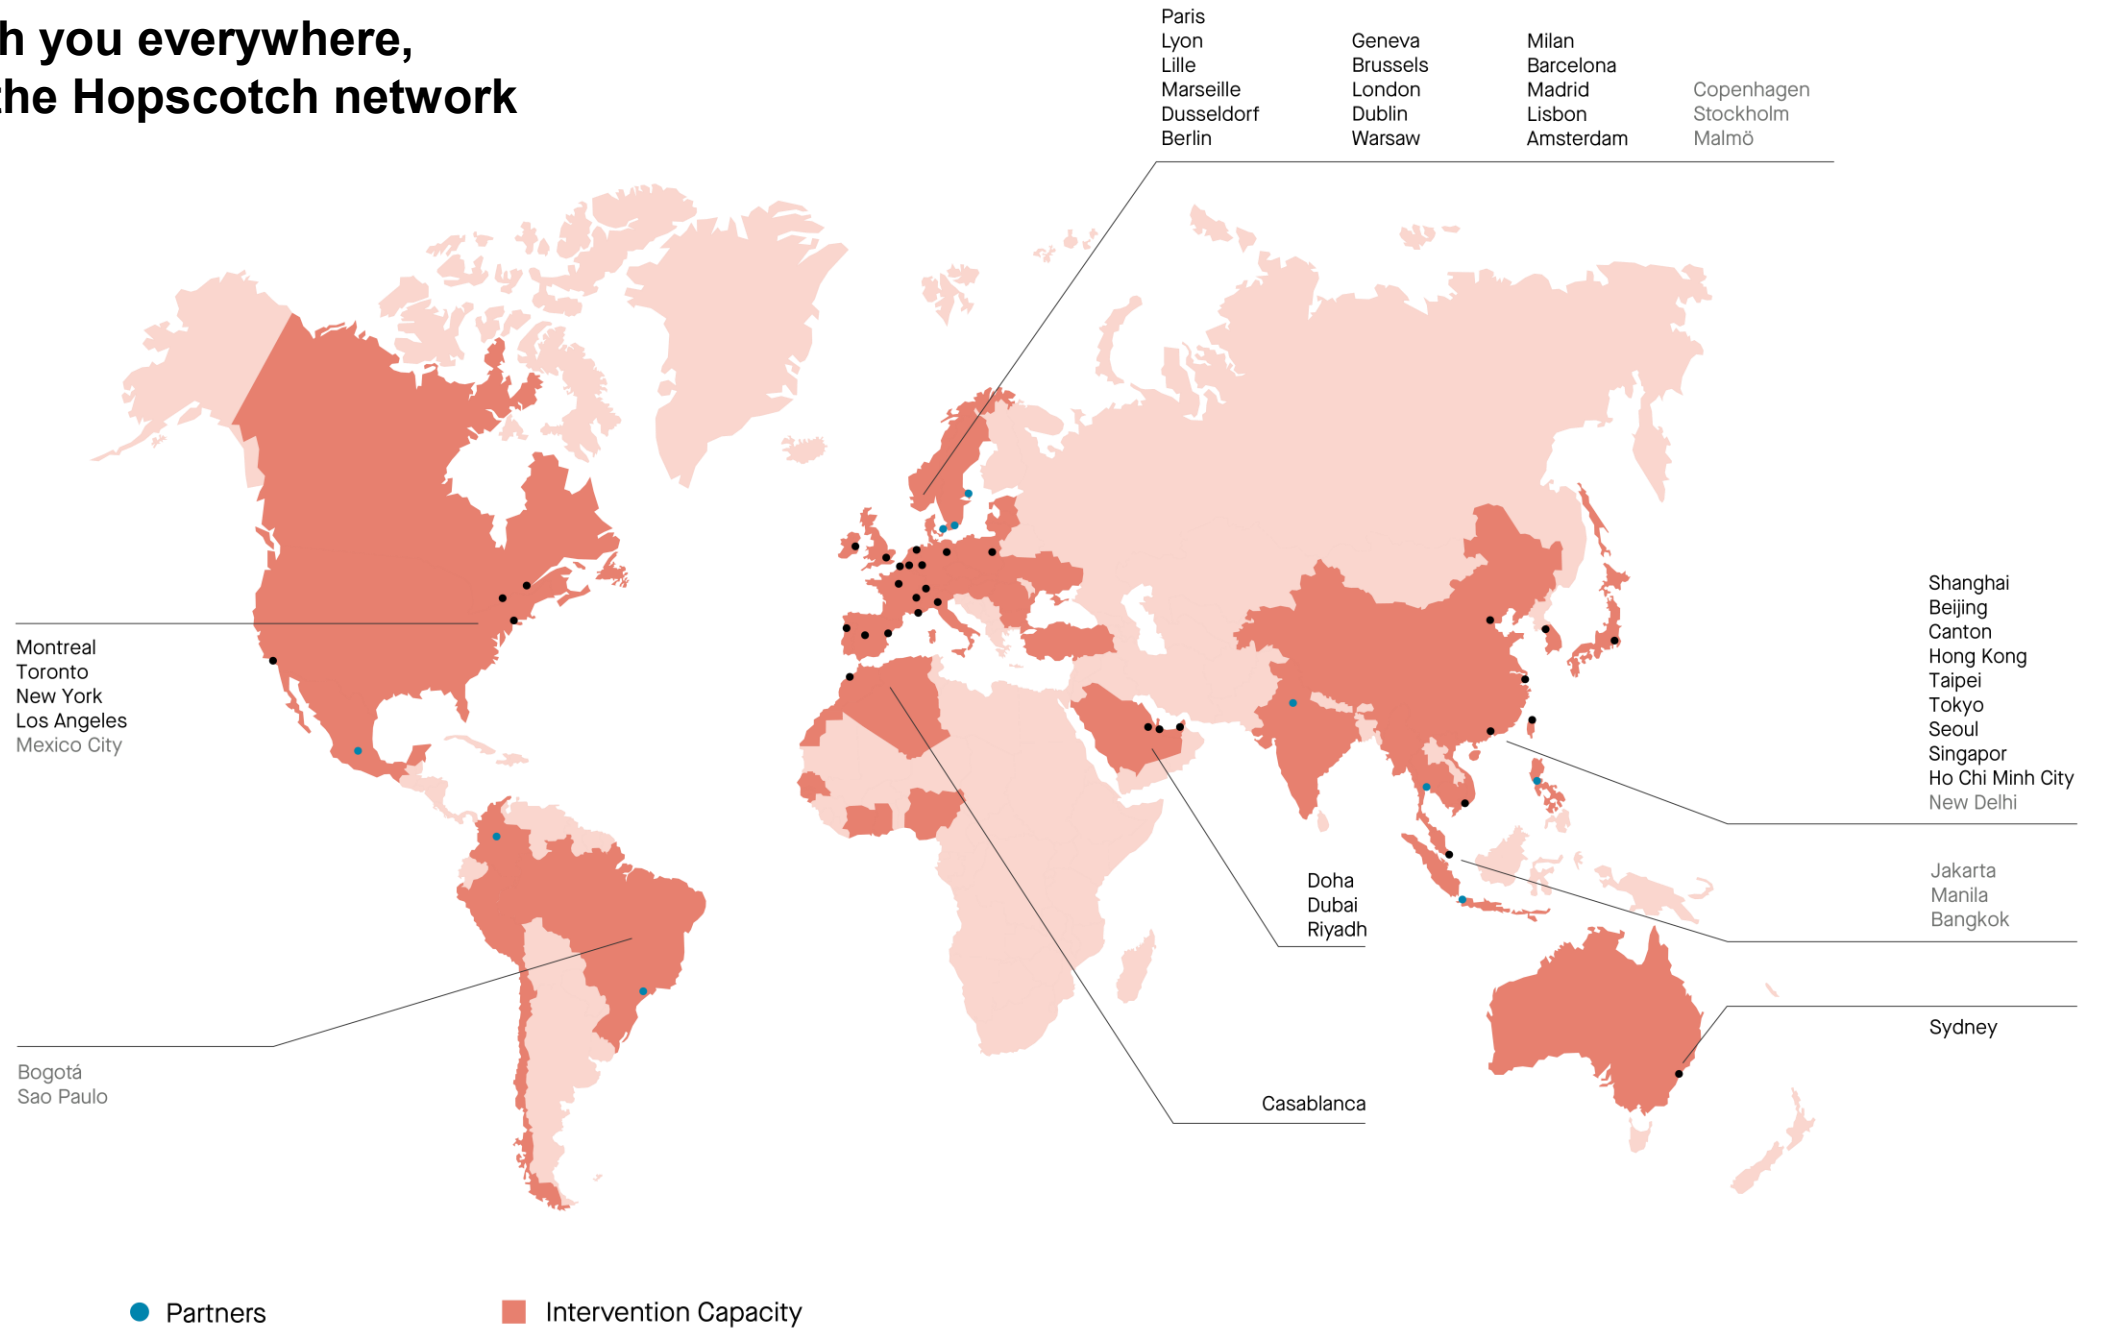 h you everywhere,
the Hopscotch network
Paris
Lyon
Lille
Marseille
Dusseldorf
Berlin
Geneva
Brussels
London
Dublin
Warsaw
Milan
Barcelona
Madrid
Lisbon
Amsterdam
Copenhagen
Stockholm
Malmö
Montreal
Toronto
New York
Los Angeles
Mexico City
Shanghai
Beijing
Canton
Hong Kong
Taipei
Tokyo
Seoul
Singapor
Ho Chi Minh City
New Delhi
Jakarta
Manila
Bangkok
Doha
Dubai
Riyadh
Sydney
Bogotá
Sao Paulo
Casablanca
Partners
Intervention Capacity